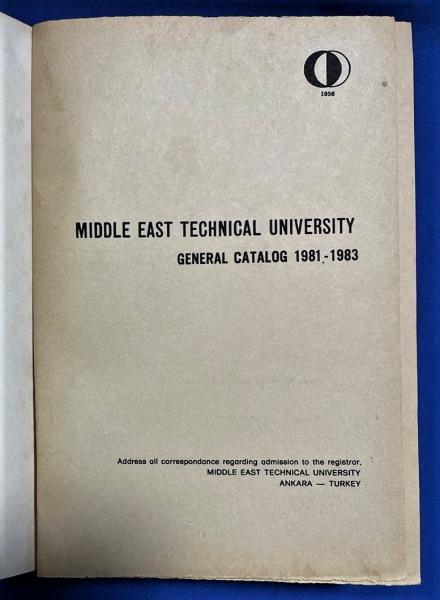 1956
MIDDLE EAST TECHNICAL UNIVERSITY
GENERAL CATALOG 1981.-1983
Address all correspondance regarding admission to the registrar,
MIDDLE EAST TECHNICAL UNIVERSITY
ANKARA — TURKEY